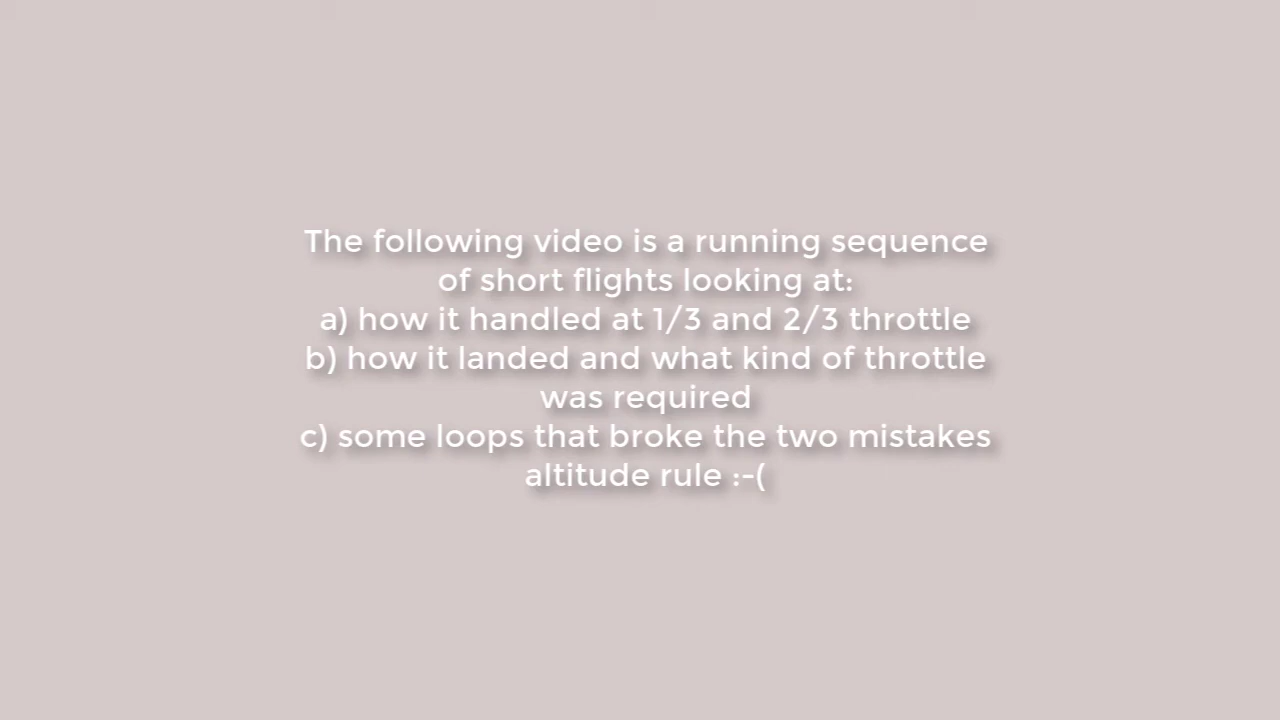 The following video is a running sequence
of short flights looking at:
a) how it handled at 1/3 and 2/3 throttle
b) how it landed and what kind of throttle
was required
c) some loops that broke the two mistakes
altitude rule :-(